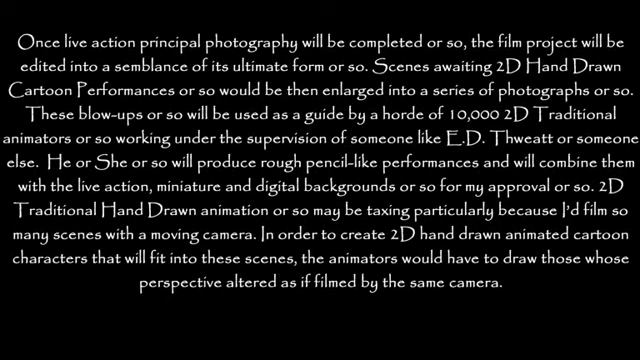 Once live action principal photography will be completed or so, the film project will be
edited into a semblance of its ultimate form or so. Scenes awaiting 2D Hand Drawn
Cartoon Performances or so would be then enlarged into a series of photographs or so.
These blow-ups or so will be used as a guide by a horde of 10,000 2D Traditional
animators or so working under the supervision of someone like E.D. Thweatt or someone
else. He or She or so will produce rough pencil-like performances and will combine them
with the live action, miniature and digital backgrounds or so for my approval or so. 2D
Traditional Hand Drawn animation or so may be taxing particularly because I'd film so
many scenes with a moving camera. In order to create 2D hand drawn animated cartoon
characters that will fit into these scenes, the animators would have to draw those whose
perspective altered as if filmed by the same camera.